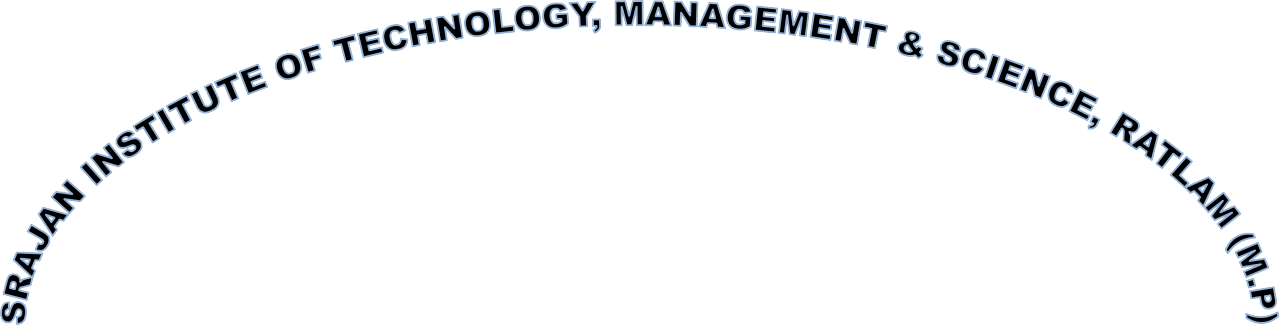 SRAJAN INSTITUTE OF TECHNOLOGY, MANAGEMENT & SCIENCE, RATLAM (M.P)